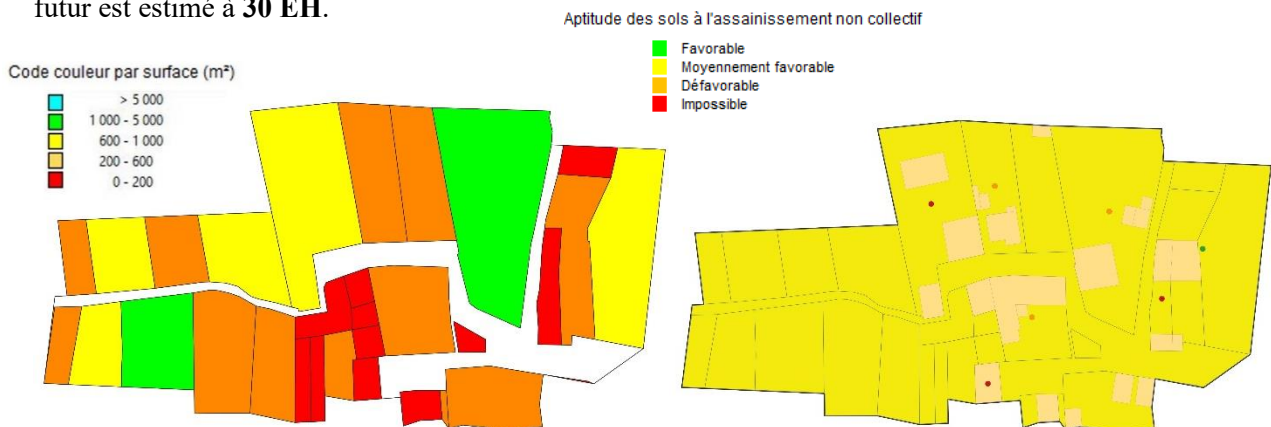 futur est estimé à 30 EH.
Aptitude des sols à l'assainissement non collectif
Favorable
Moyennement favorable
Défavorable
Impossible
Code couleur par surface (m²)
> 5 000
1 000 - 5 000
600 - 1 000
200 - 600
0 - 200